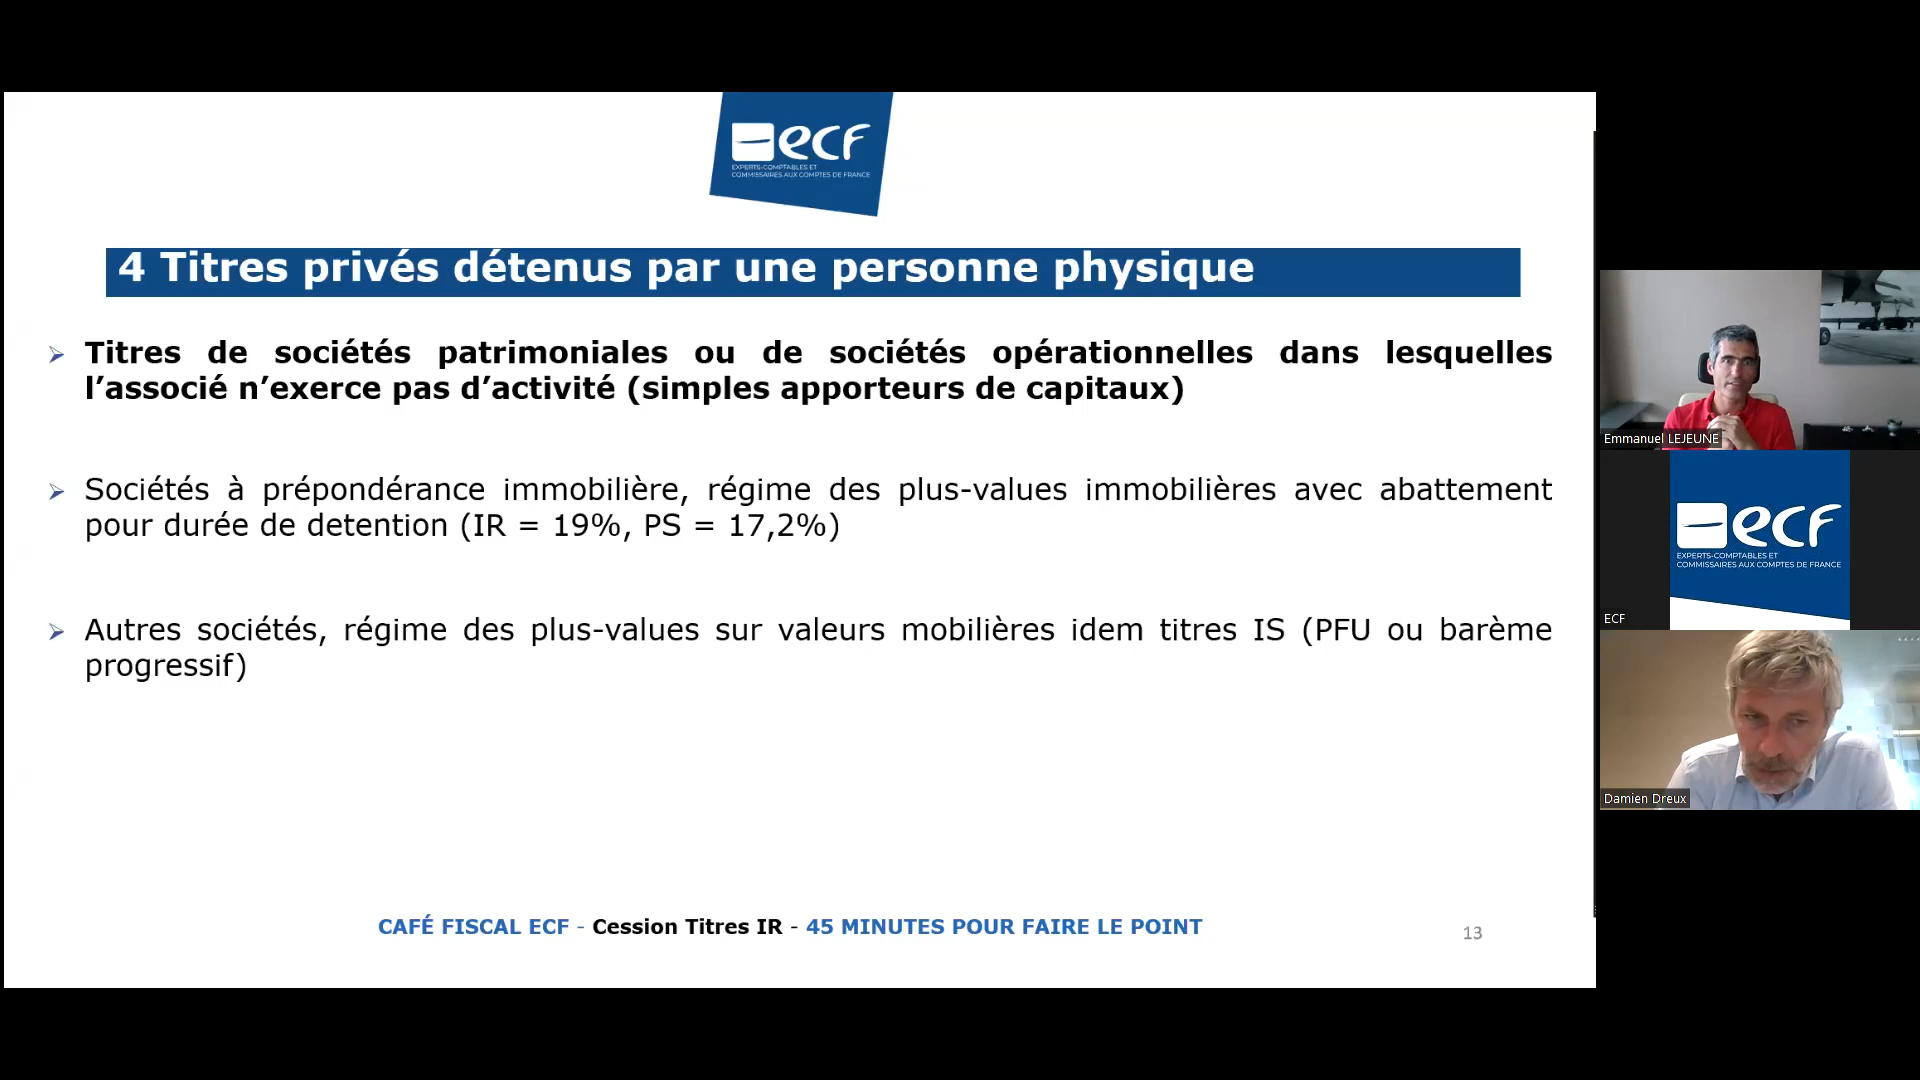 ecf
EXPERTS-COMPTABLES ET
COMMISSAIRES AUX COMPTES DE FRANCE
4 Titres privés détenus par une personne physique
Titres de sociétés patrimoniales ou de sociétés opérationnelles dans lesquelles
l’associé n’exerce pas d’activité (simples apporteurs de capitaux)
Sociétés à prépondérance immobilière, régime des plus-values immobilières avec abattement
pour durée de detention (IR = 19%, PS = 17,2%)
Autres sociétés, régime des plus-values sur valeurs mobilières idem titres IS (PFU ou barème
progressif)
CAFÉ FISCAL ECF - Cession Titres IR - 45 MINUTES POUR FAIRE LE POINT
13
Emmanuel LEJEUNE
ecf
EXPERTS-COMPTABLES ET
COMMISSAIRES AUX COMPTES DE FRANCE
ECF
Damien Dreux